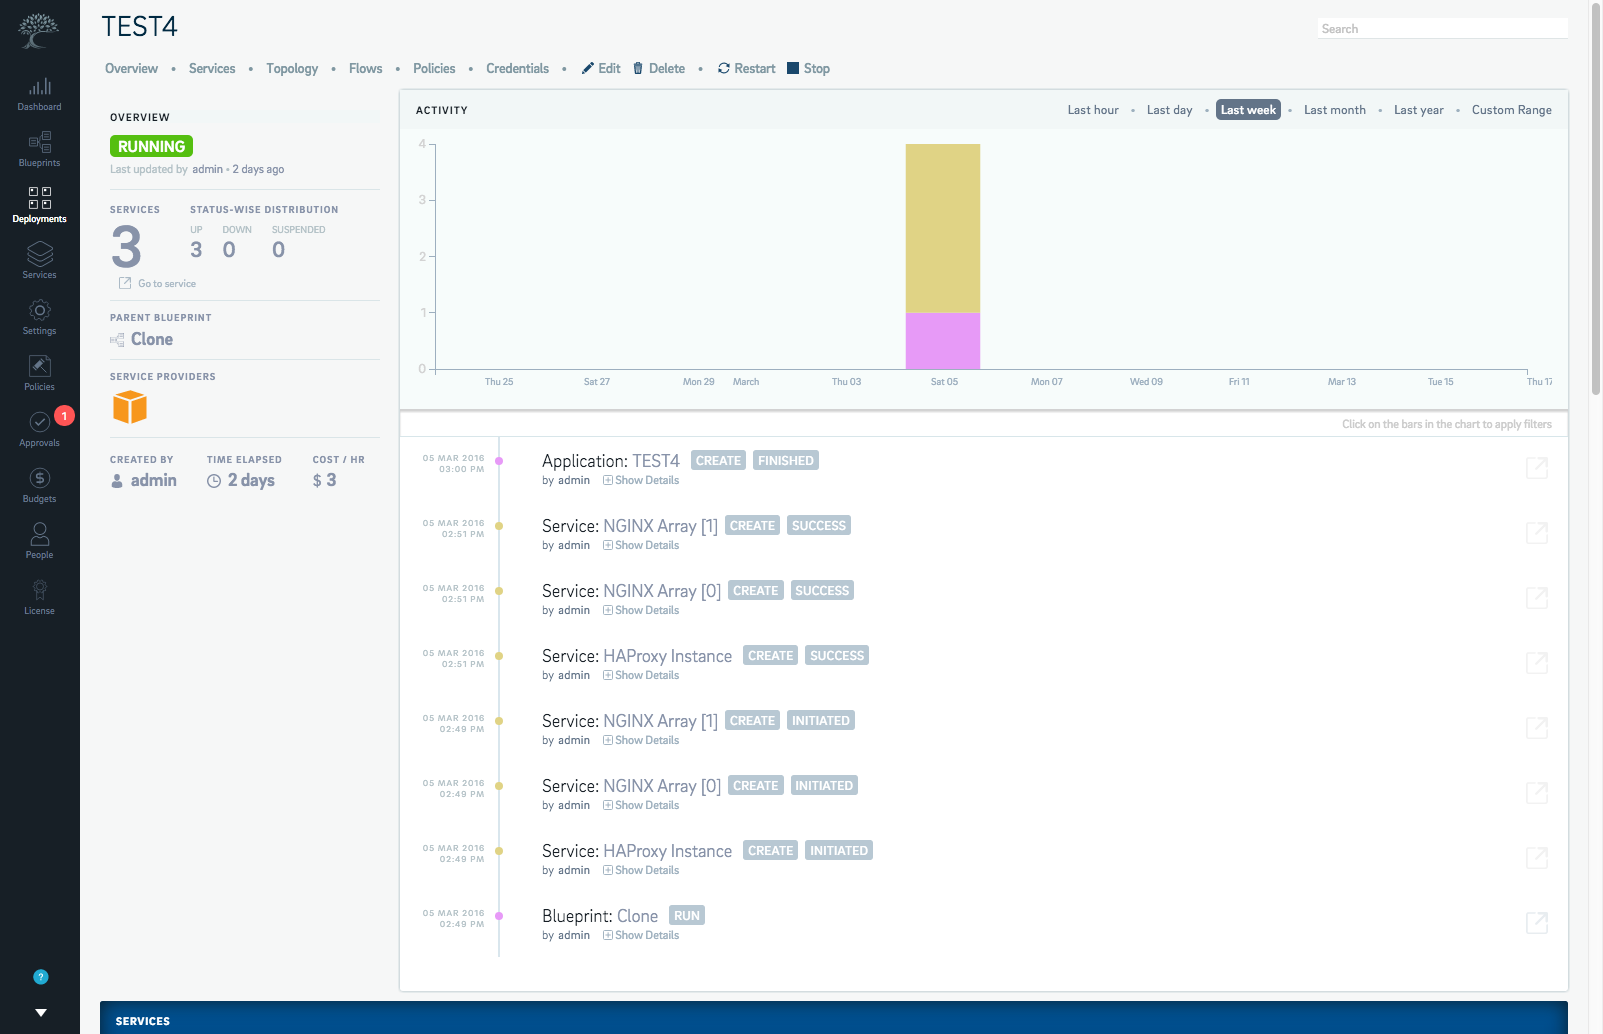 TEST4
Search
Overview • Services • Topology • Flows • Policies • Credentials • Edit Delete • Restart Stop
Dashboard
Blueprints
Deployments
Services
Settings
Policies
1
Approvals
Budgets
People
License
?
OVERVIEW
RUNNING
Last updated by admin • 2 days ago
SERVICES STATUS-WISE DISTRIBUTION
UP DOWN SUSPENDED
3 3 0 0
Go to service
PARENT BLUEPRINT
Clone
SERVICE PROVIDERS
CREATED BY TIME ELAPSED COST / HR
admin 2 days $ 3
ACTIVITY
Last hour • Last day • Last week • Last month • Last year • Custom Range
4
3
2
1
0
Thu 25 Sat 27 Mon 29 March Thu 03 Sat 05 Mon 07 Wed 09 Fri 11 Mar 13 Tue 15 Thu 17
Click on the bars in the chart to apply filters
05 MAR 2016
03:00 PM
Application: TEST4 CREATE FINISHED
by admin Show Details
05 MAR 2016
02:51 PM
Service: NGINX Array [1] CREATE SUCCESS
by admin Show Details
05 MAR 2016
02:51 PM
Service: NGINX Array [0] CREATE SUCCESS
by admin Show Details
05 MAR 2016
02:51 PM
Service: HAProxy Instance CREATE SUCCESS
by admin Show Details
05 MAR 2016
02:49 PM
Service: NGINX Array [1] CREATE INITIATED
by admin Show Details
05 MAR 2016
02:49 PM
Service: NGINX Array [0] CREATE INITIATED
by admin Show Details
05 MAR 2016
02:49 PM
Service: HAProxy Instance CREATE INITIATED
by admin Show Details
05 MAR 2016
02:49 PM
Blueprint: Clone RUN
by admin Show Details
SERVICES